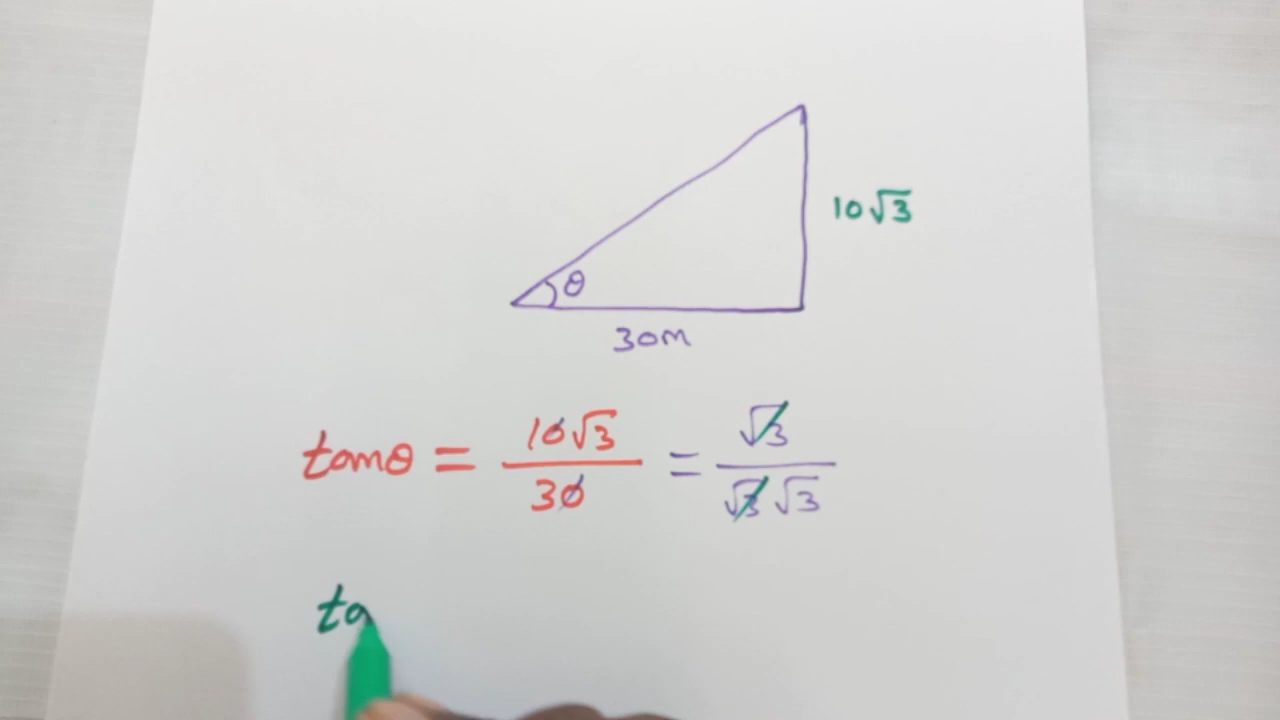 10√3
θ
30m
tanθ = 10√3/30 = √3/√3√3
ta